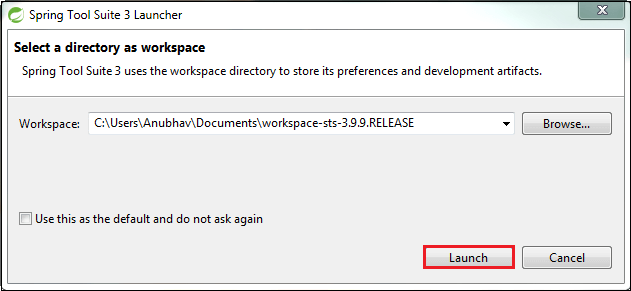 Spring Tool Suite 3 Launcher
Select a directory as workspace
Spring Tool Suite 3 uses the workspace directory to store its preferences and development artifacts.
Workspace: C:\Users\Anubhav\Documents\workspace-sts-3.9.9.RELEASE Browse...
Use this as the default and do not ask again
Launch Cancel